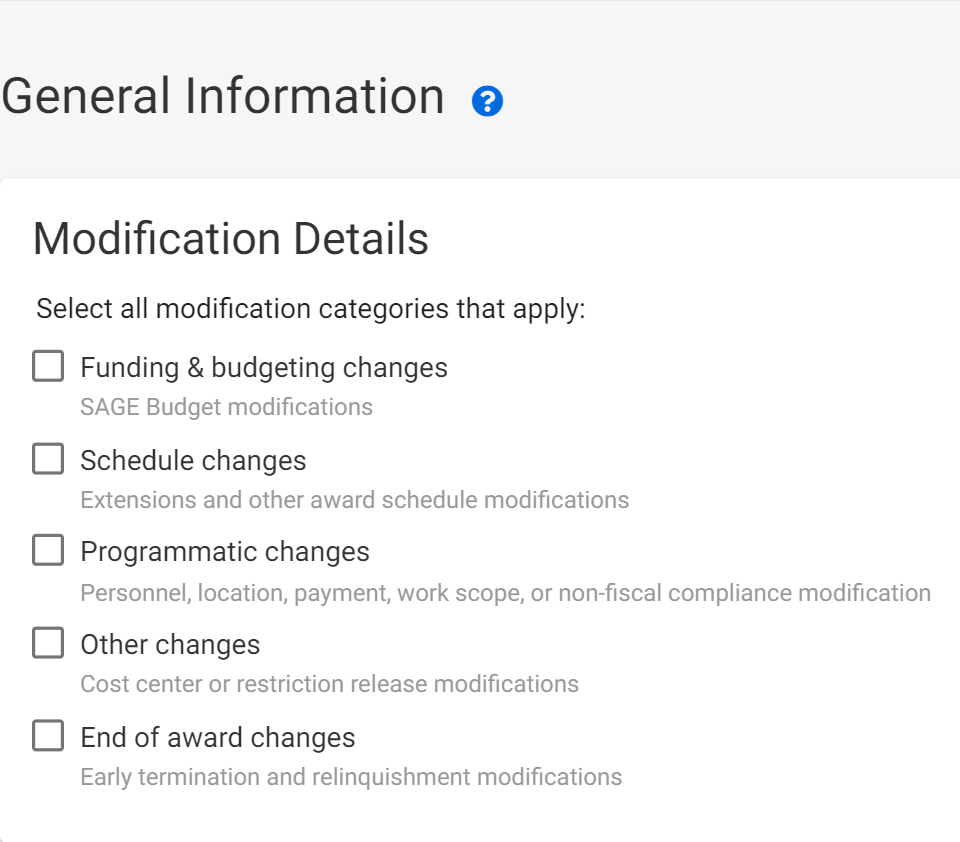 General Information ?
Modification Details
Select all modification categories that apply:
Funding & budgeting changes
SAGE Budget modifications
Schedule changes
Extensions and other award schedule modifications
Programmatic changes
Personnel, location, payment, work scope, or non-fiscal compliance modification
Other changes
Cost center or restriction release modifications
End of award changes
Early termination and relinquishment modifications